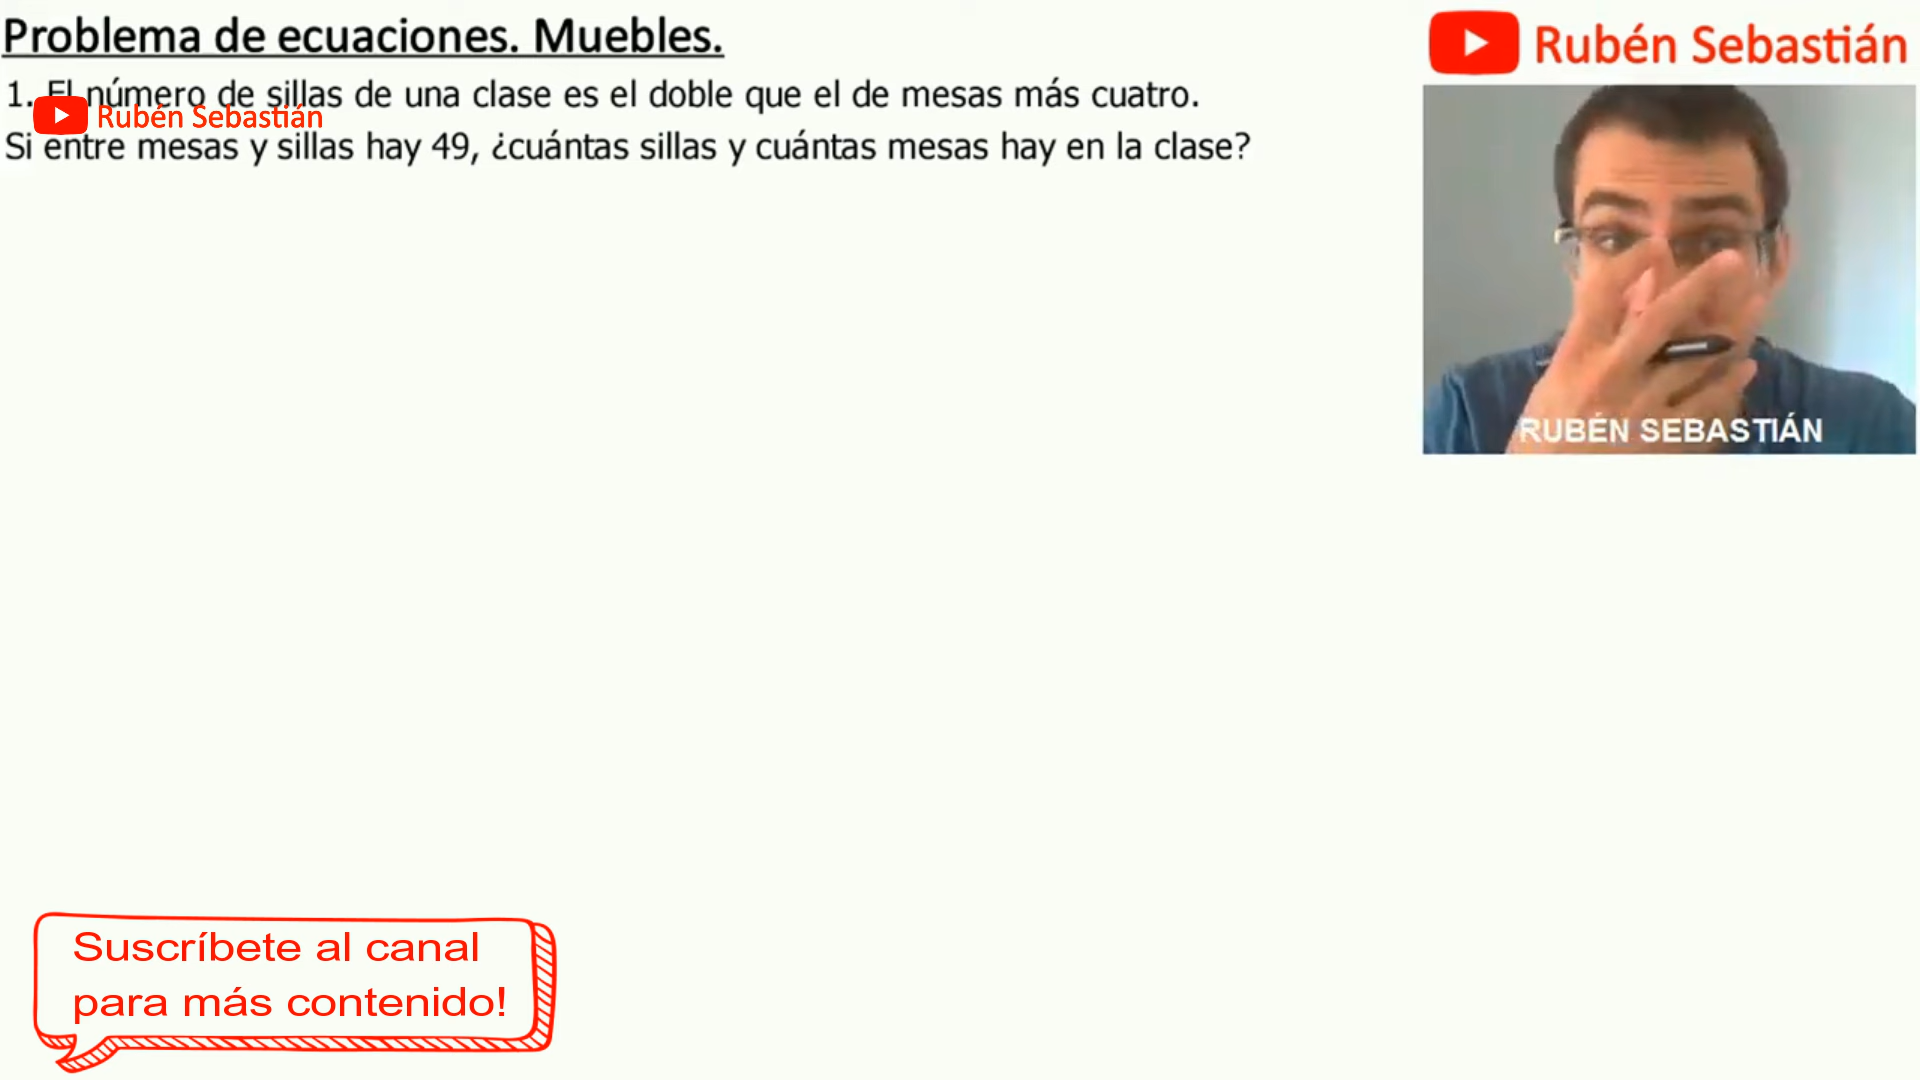 Problema de ecuaciones. Muebles.
Rubén Sebastián
1. El número de sillas de una clase es el doble que el de mesas más cuatro.
Rubén Sebastián
Si entre mesas y sillas hay 49, ¿cuántas sillas y cuántas mesas hay en la clase?
RUBÉN SEBASTIÁN
Suscríbete al canal
para más contenido!